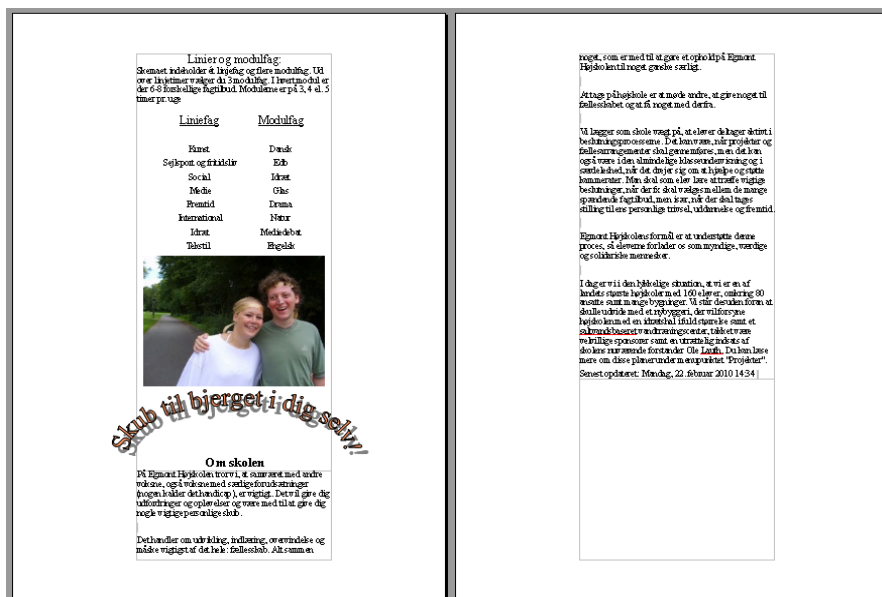 Linier og modulfag:
Skemaet indeholder ét linjefag og flere modulfag. Ud
over linjetimer vælger du 3 modulfag. I hvert modul er
der 6-8 forskellige fagtilbud. Modulerne er på 3, 4 el. 5
timer pr. uge
Liniefag Modulfag
Kunst Dansk
Sejlsport og fritidsliv Edb
Social Idræt
Medie Glas
Fremtid Drama
International Natur
Idræt Mediedebat
Tekstil Engelsk
Skub til bjerget i dig selv!
Om skolen
På Egmont Højskolen tror vi, at samværet med andre
voksne, også voksne med særlige forudsætninger
(nogen kalder det handicap), er vigtigt. Det vil give dig
udfordringer og oplevelser og være med til at give dig
nogle vigtige personlige skub.
Det handler om udvikling, indlæring, overvindelse og
måske vigtigst af det hele: fællesskab. Alt sammen
noget, som er med til at gøre et ophold på Egmont
Højskolen til noget ganske særligt.
At tage på højskole er at møde andre, at give noget til
fællesskabet og at få noget med derfra.
Vi lægger som skole vægt på, at elever deltager aktivt i
beslutningsprocesserne. Det kan være, når projekter og
fællesarrangementer skal gennemføres, men det kan
også være i den almindelige klasseundervisning og i
særdeleshed, når det drejer sig om at hjælpe og støtte
kammerater. Man skal som elev lære at træffe vigtige
beslutninger, når der fx skal vælges mellem de mange
spændende fagtilbud, men især, når der skal tages
stilling til ens personlige trivsel, uddannelse og fremtid.
Egmont Højskolens formål er at understøtte denne
proces, så eleverne forlader os som myndige, værdige
og solidariske mennesker.
I dag er vi i den lykkelige situation, at vi er en af
landets største højskoler med 160 elever, omkring 80
ansatte samt mange bygninger. Vi står desuden foran at
skulle udvide med et nybyggeri, der vil forsyne
højskolen med en idrætshal i fuld størrelse samt et
saltvandsbaseret vandtræningscenter, takket være
velvillige sponsorer samt en utrættelig indsats af
skolens nuværende forstander Ole Lauth. Du kan læse
mere om disse planer under menupunktet "Projekter".
Senest opdateret: Mandag, 22. februar 2010 14:34